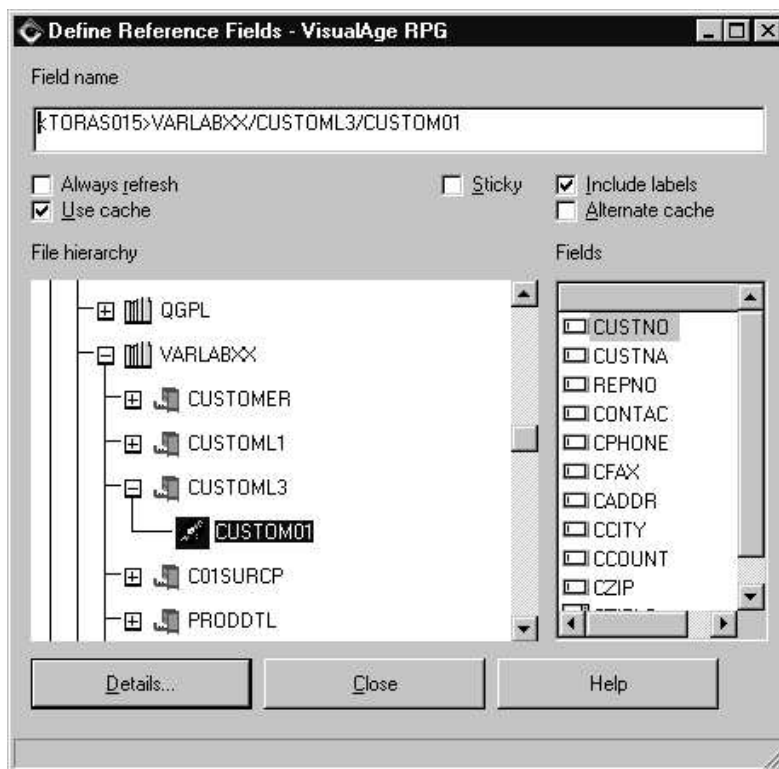 Define Reference Fields - VisualAge RPG
Field name
<TORAS015>VARLABXX/CUSTOML3/CUSTOM01
Always refresh
Sticky
Include labels
Use cache
Alternate cache
File hierarchy
Fields
QGPL
VARLABXX
CUSTOMER
CUSTOML1
CUSTOML3
CUSTOM01
C01SURCP
PRODDTL
CUSTNO
CUSTNA
REPNO
CONTAC
CPHONE
CFAX
CADDR
CCITY
CCOUNT
CZIP
Details...
Close
Help